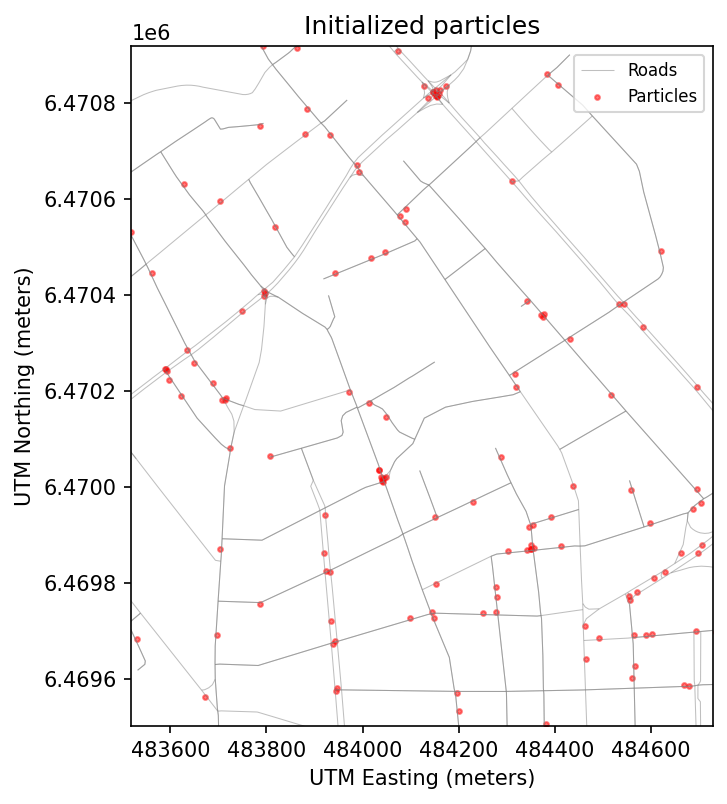 Initialized particles
1e6
Roads
Particles
6.4708
6.4706
6.4704
6.4702
6.4700
6.4698
6.4696
UTM Northing (meters)
483600 483800 484000 484200 484400 484600
UTM Easting (meters)